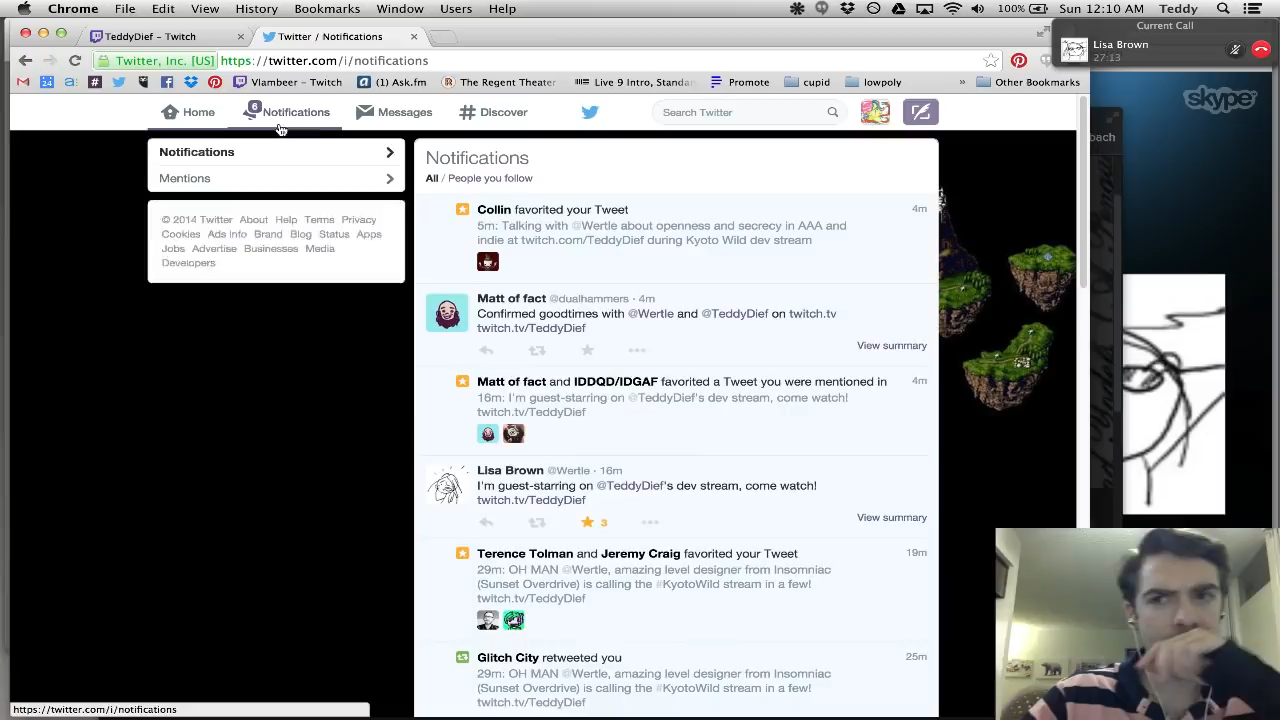 Chrome File Edit View History Bookmarks Window Users Help 100% Sun 12:10 AM Teddy
TeddyDief - Twitch Twitter / Notifications
Current Call
Lisa Brown
27:13
Twitter, Inc. [US] https://twitter.com/i/notifications
24 a: Vlambeer - Twitch (1) Ask.fm The Regent Theater Live 9 Intro, Standar Promote cupid lowpoly » Other Bookmarks
skype
Home 6 Notifications Messages Discover Search Twitter
bach
Notifications
Mentions
© 2014 Twitter About Help Terms Privacy
Cookies Ads Info Brand Blog Status Apps
Jobs Advertise Businesses Media
Developers
Notifications
All / People you follow
Collin favorited your Tweet 4m
5m: Talking with @Wertle about openness and secrecy in AAA and
indie at twitch.com/TeddyDief during Kyoto Wild dev stream
Matt of fact @dualhammers · 4m
Confirmed goodtimes with @Wertle and @TeddyDief on twitch.tv
twitch.tv/TeddyDief
View summary
Matt of fact and IDDQD/IDGAF favorited a Tweet you were mentioned in 4m
16m: I'm guest-starring on @TeddyDief's dev stream, come watch!
twitch.tv/TeddyDief
Lisa Brown @Wertle · 16m
I'm guest-starring on @TeddyDief's dev stream, come watch!
twitch.tv/TeddyDief
3 View summary
Terence Tolman and Jeremy Craig favorited your Tweet 19m
29m: OH MAN @Wertle, amazing level designer from Insomniac
(Sunset Overdrive) is calling the #KyotoWild stream in a few!
twitch.tv/TeddyDief
Glitch City retweeted you 25m
29m: OH MAN @Wertle, amazing level designer from Insomniac
(Sunset Overdrive) is calling the #KyotoWild stream in a few!
twitch.tv/TeddyDief
https://twitter.com/i/notifications